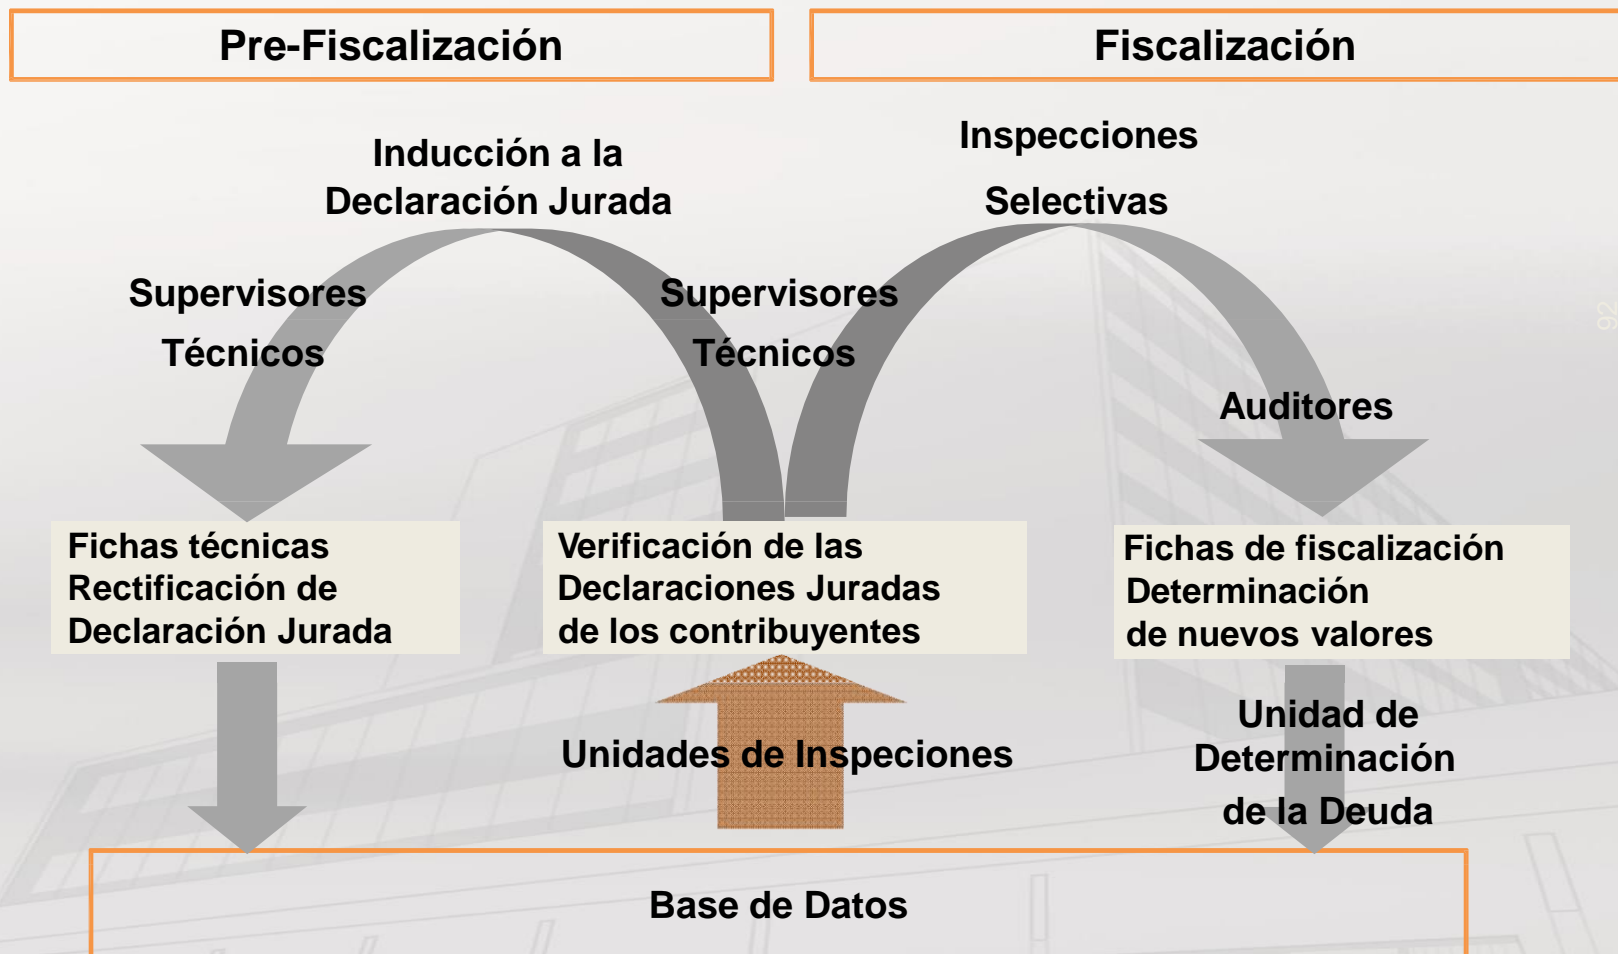 Pre-Fiscalización
Fiscalización
Inducción a la
Declaración Jurada
Inspecciones
Selectivas
Supervisores
Técnicos
Supervisores
Técnicos
Auditores
Fichas técnicas
Rectificación de
Declaración Jurada
Verificación de las
Declaraciones Juradas
de los contribuyentes
Fichas de fiscalización
Determinación
de nuevos valores
Unidades de Inspeciones
Unidad de
Determinación
de la Deuda
Base de Datos
92